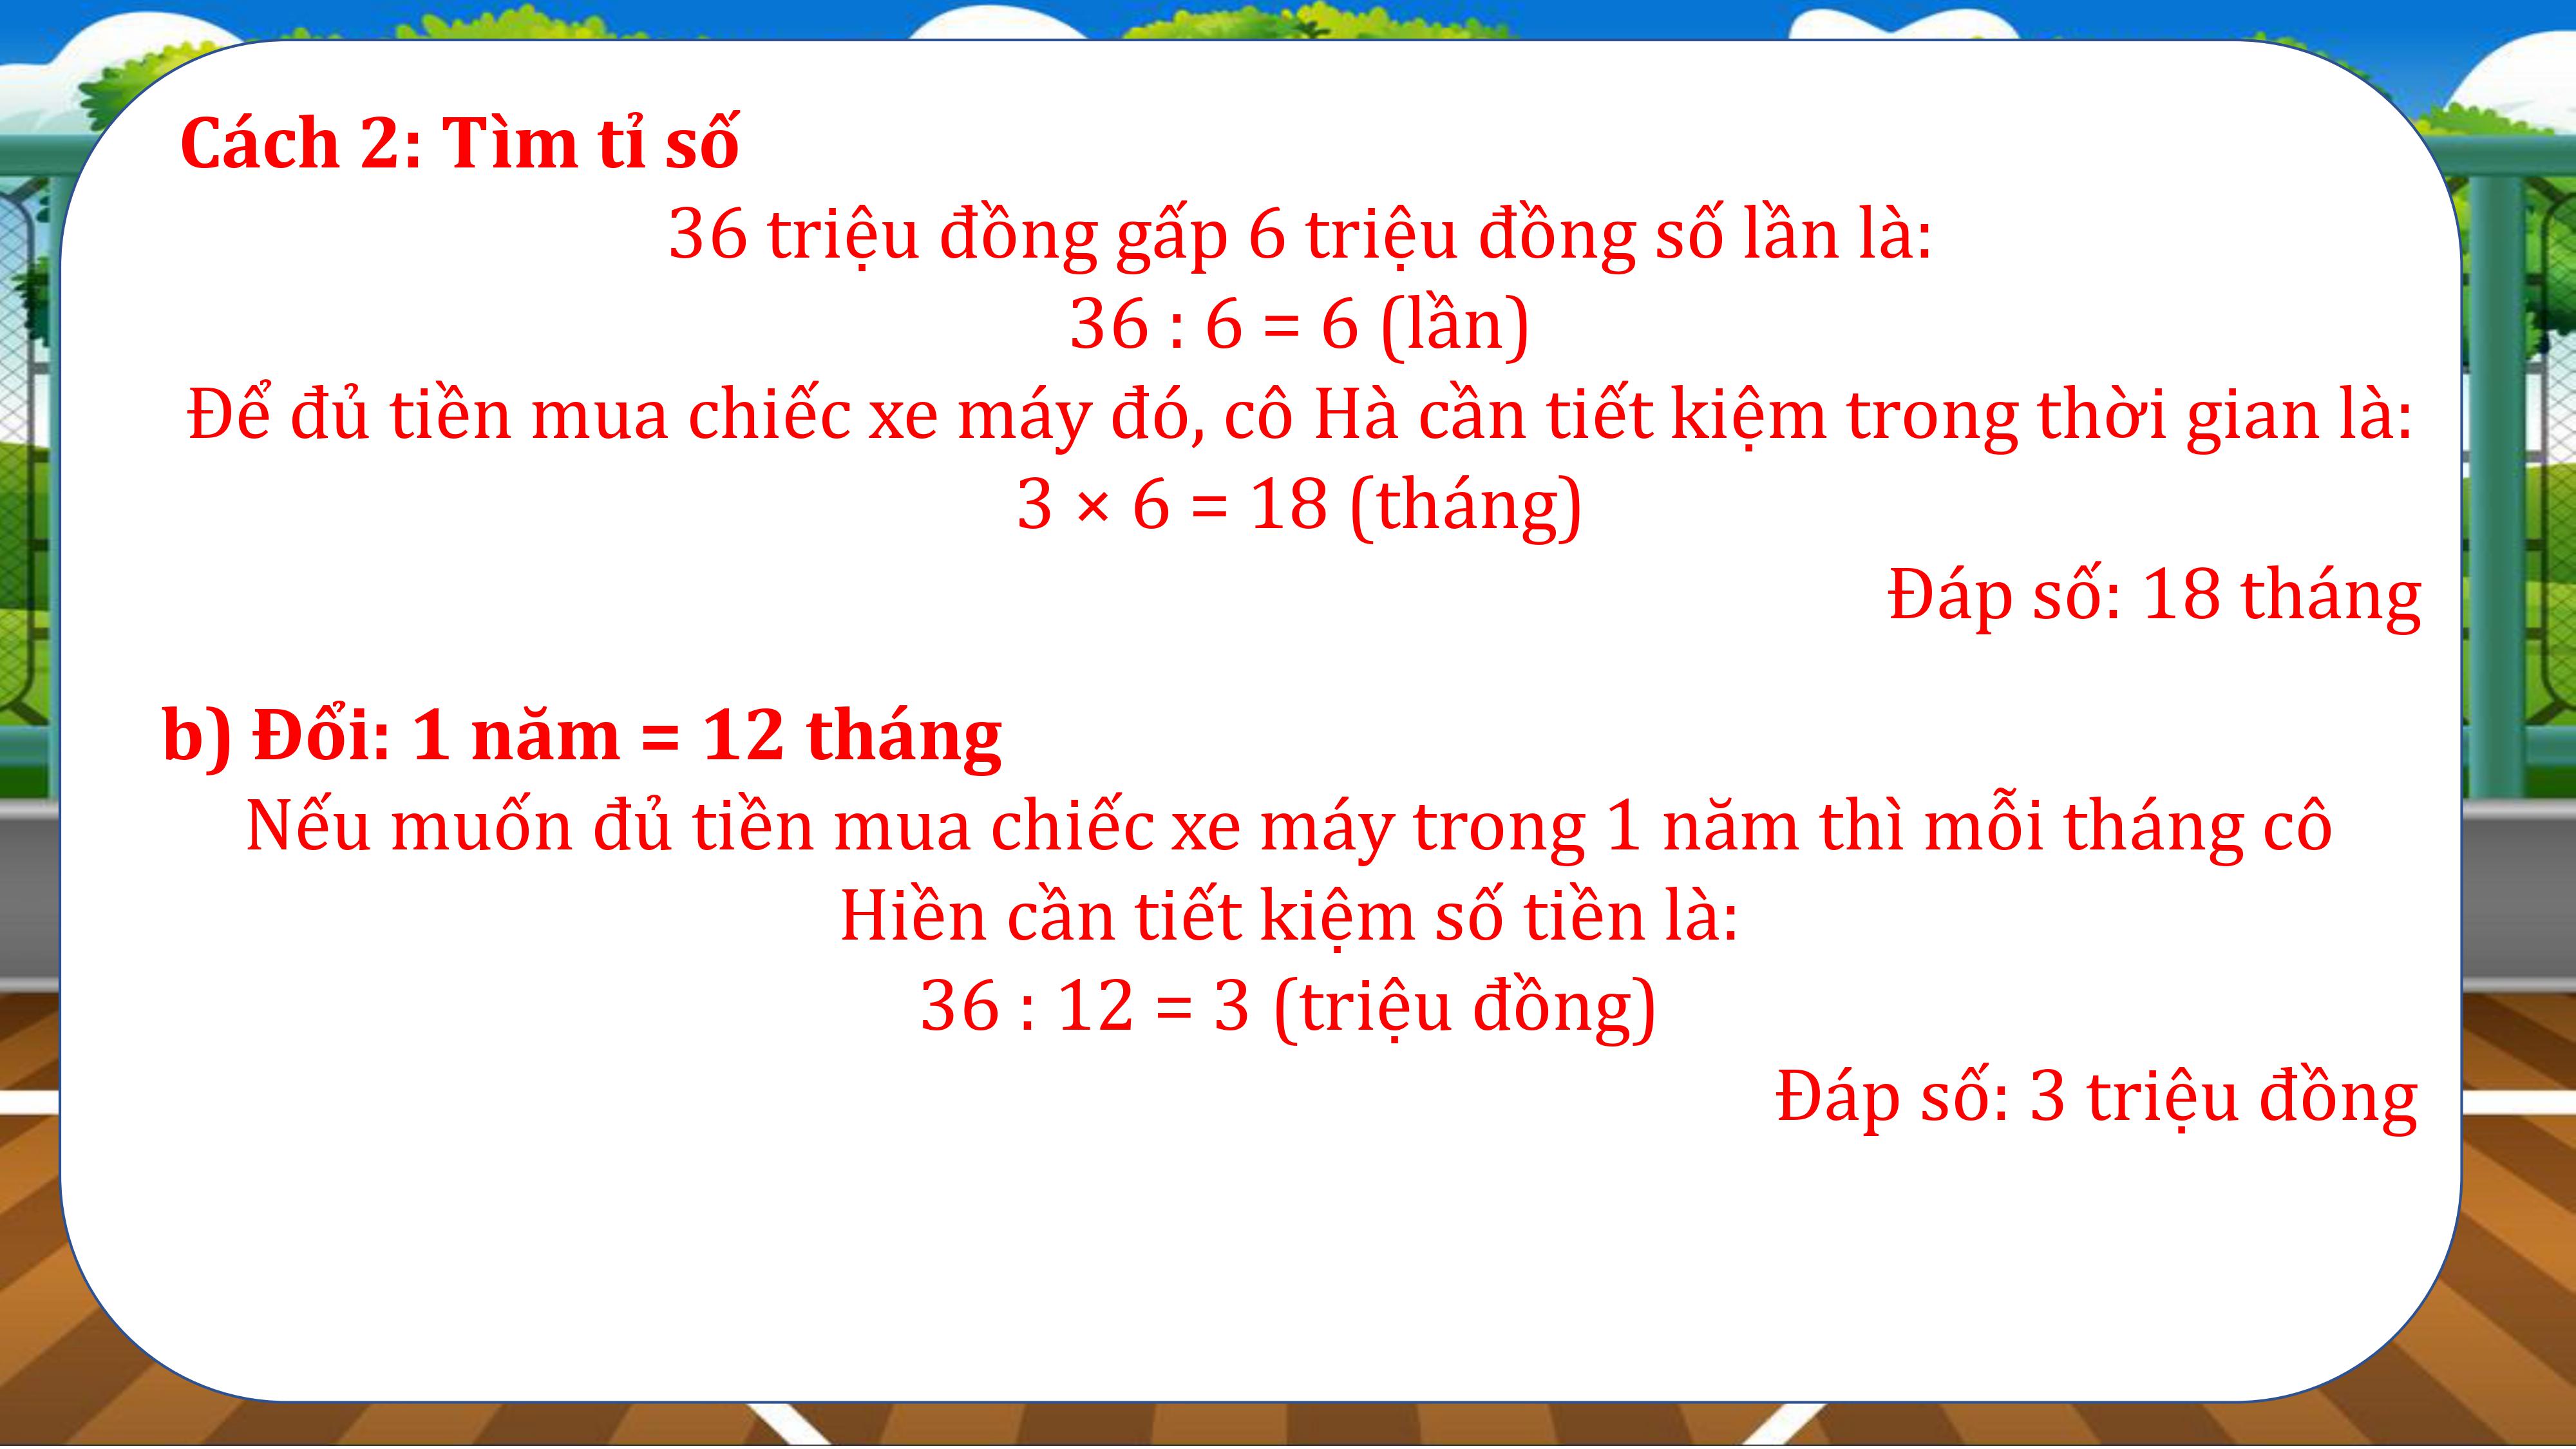 Cách 2: Tìm tỉ số
36 triệu đồng gấp 6 triệu đồng số lần là:
36 : 6 = 6 (lần)
Để đủ tiền mua chiếc xe máy đó, cô Hà cần tiết kiệm trong thời gian là:
3 × 6 = 18 (tháng)
Đáp số: 18 tháng
b) Đổi: 1 năm = 12 tháng
Nếu muốn đủ tiền mua chiếc xe máy trong 1 năm thì mỗi tháng cô
Hiền cần tiết kiệm số tiền là:
36 : 12 = 3 (triệu đồng)
Đáp số: 3 triệu đồng